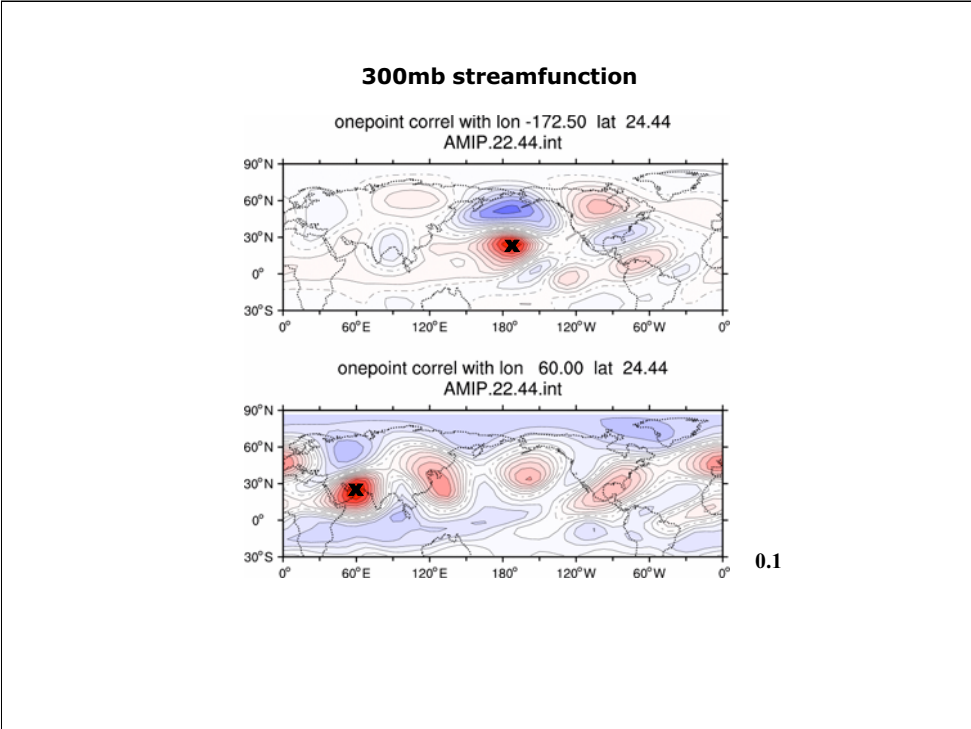 300mb streamfunction
onepoint correl with lon -172.50 lat 24.44
AMIP.22.44.int
90°N
60°N
30°N
0°
30°S
0° 60°E 120°E 180° 120°W 60°W 0°
onepoint correl with lon 60.00 lat 24.44
AMIP.22.44.int
90°N
60°N
30°N
0°
30°S
0° 60°E 120°E 180° 120°W 60°W 0°
0.1